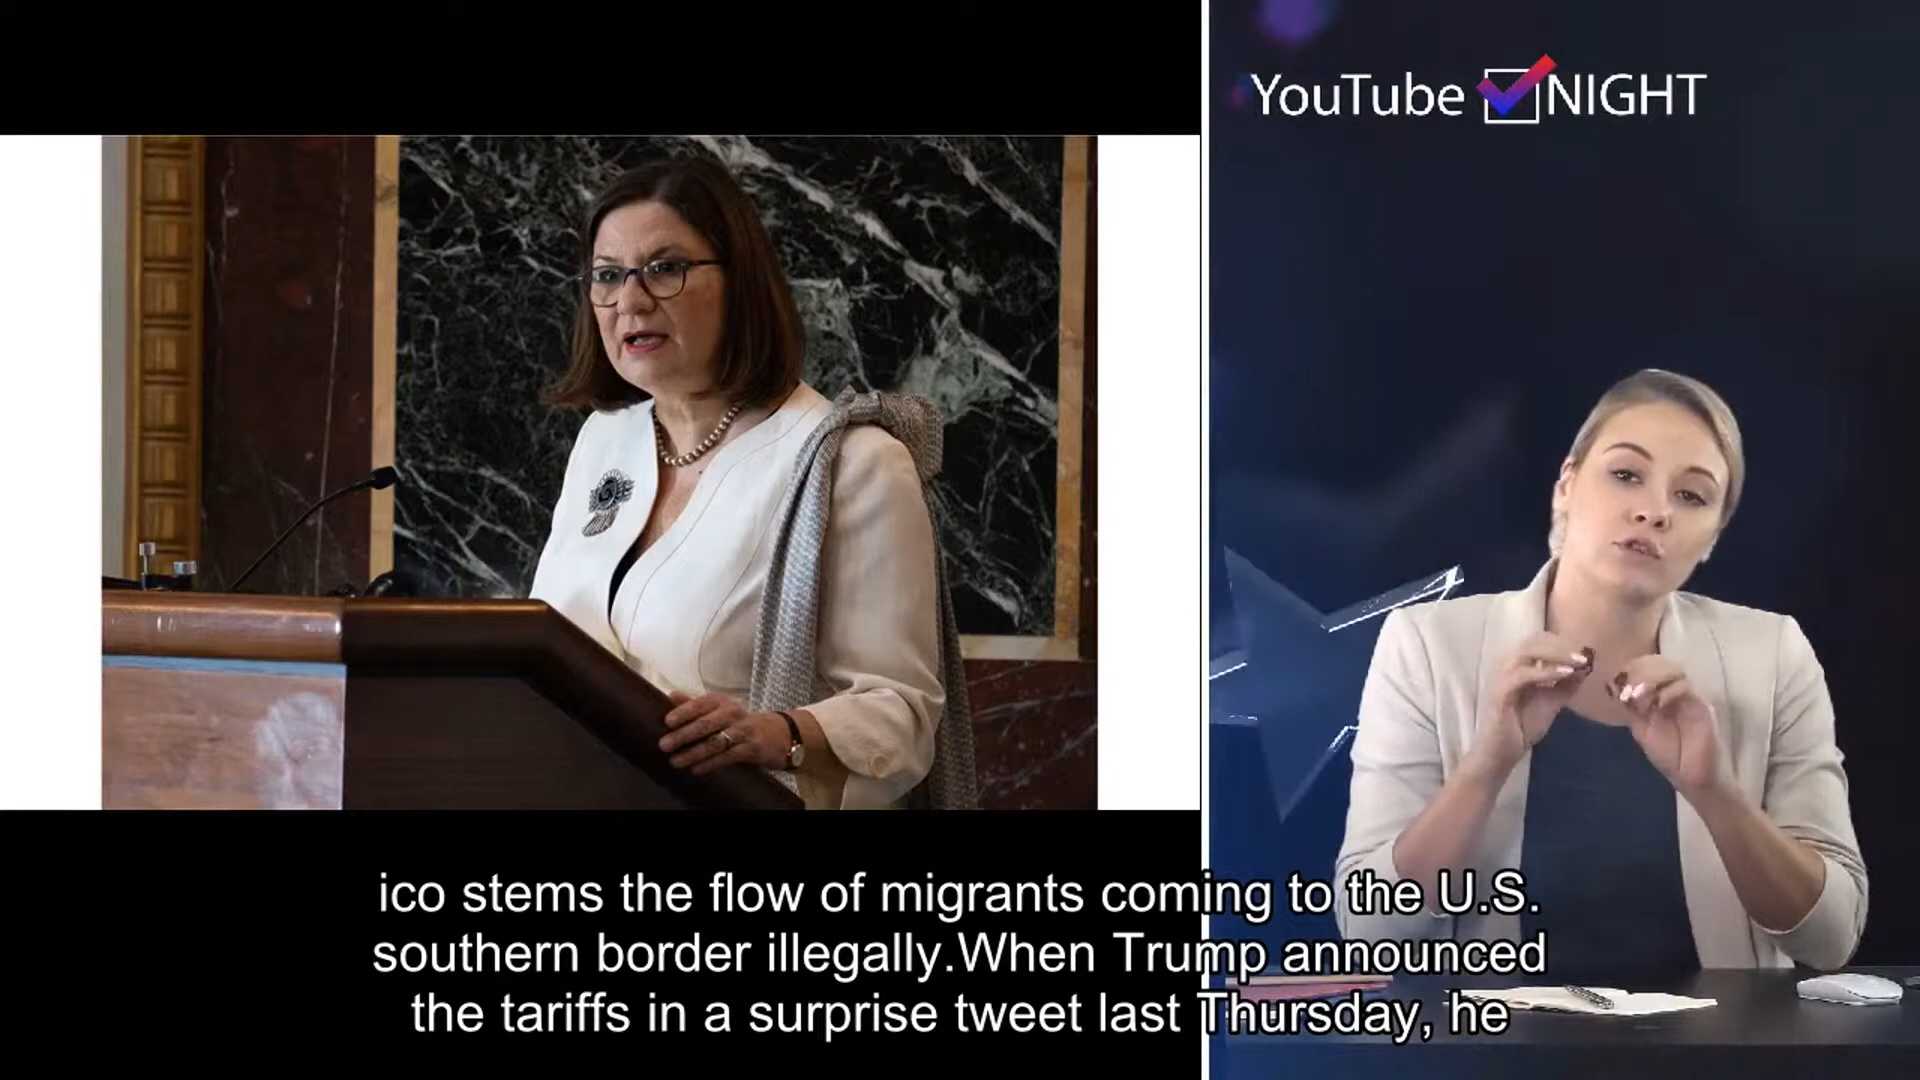 YouTube NIGHT
ico stems the flow of migrants coming to the U.S.
southern border illegally.When Trump announced
the tariffs in a surprise tweet last Thursday, he